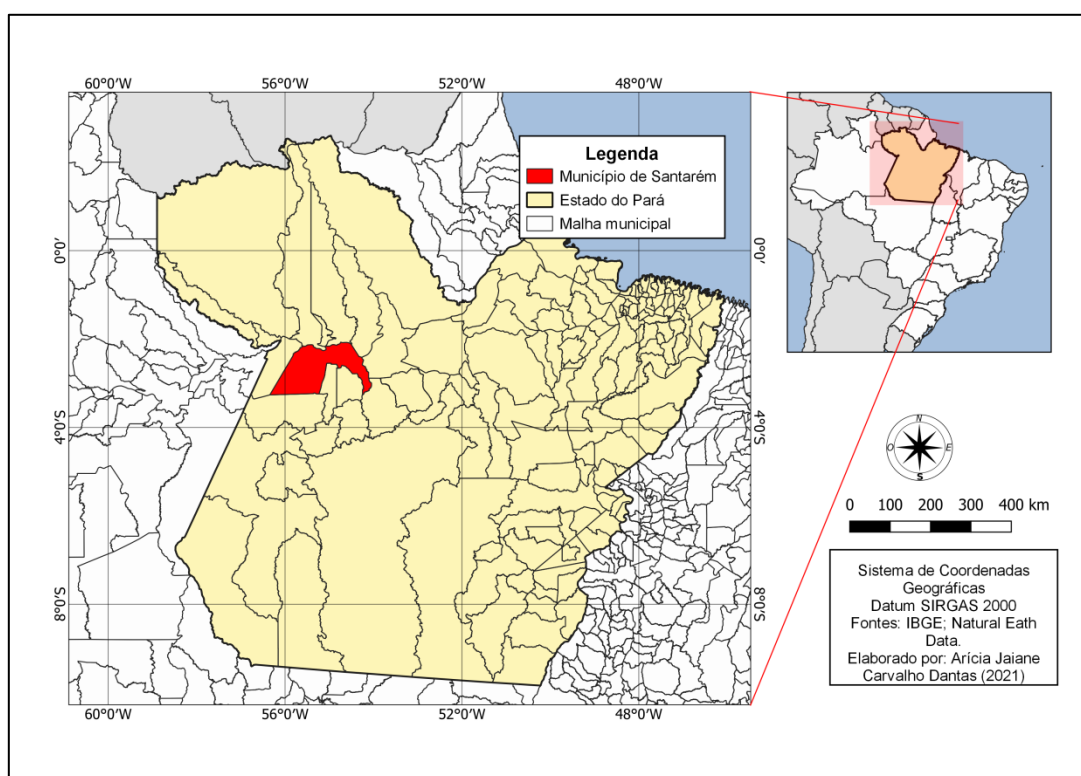 60°0'W 56°0'W 52°0'W 48°0'W
Legenda
Município de Santarém
Estado do Pará
Malha municipal
0°0' 0°0'
4°0'S 4°0'S
8°0'S 8°0'S
60°0'W 56°0'W 52°0'W 48°0'W
N
O E
S
0 100 200 300 400 km
Sistema de Coordenadas
Geográficas
Datum SIRGAS 2000
Fontes: IBGE; Natural Eath
Data.
Elaborado por: Arícia Jaiane
Carvalho Dantas (2021)